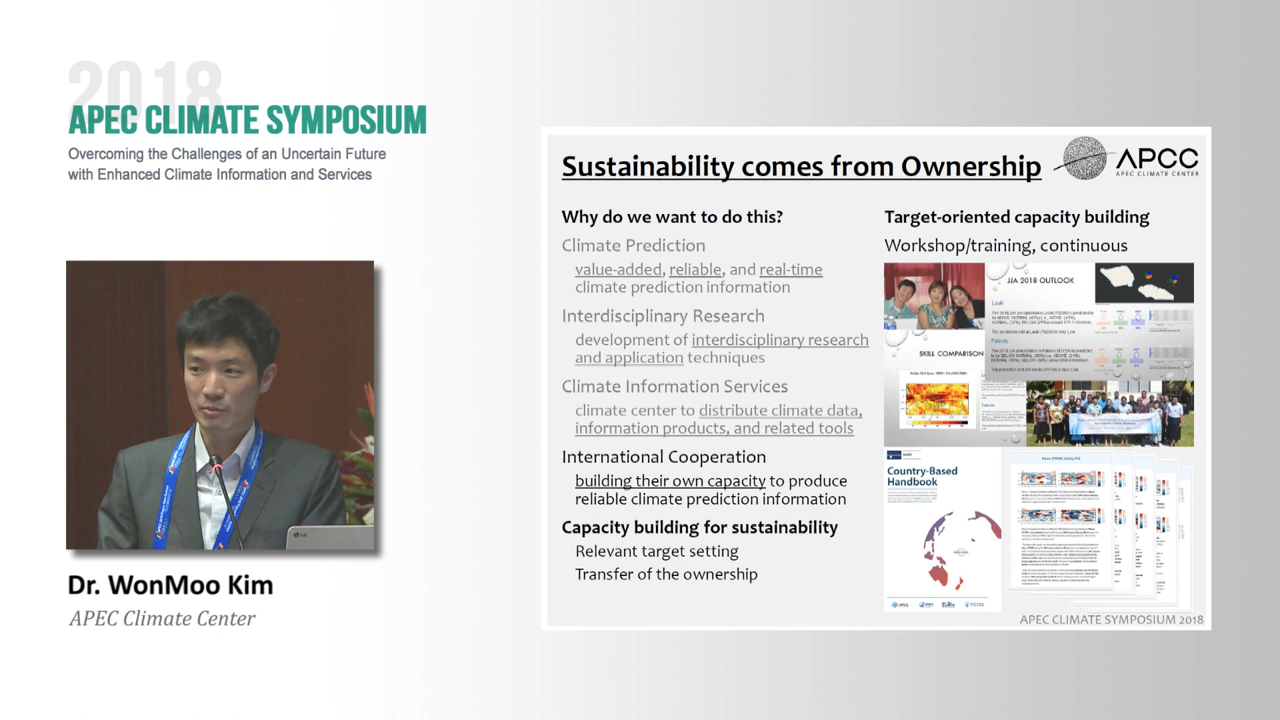 2018
APEC CLIMATE SYMPOSIUM
Overcoming the Challenges of an Uncertain Future
with Enhanced Climate Information and Services
Dr. WonMoo Kim
APEC Climate Center
Sustainability comes from Ownership
APCC
APEC CLIMATE CENTER
Why do we want to do this?
Climate Prediction
value-added, reliable, and real-time
climate prediction information
Interdisciplinary Research
development of interdisciplinary research
and application techniques
Climate Information Services
climate center to distribute climate data,
information products, and related tools
International Cooperation
building their own capacity to produce
reliable climate prediction information
Capacity building for sustainability
Relevant target setting
Transfer of the ownership
Target-oriented capacity building
Workshop/training, continuous
JJA 2018 OUTLOOK
SKILL COMPARISON
Country-Based
Handbook
APEC CLIMATE SYMPOSIUM 2018